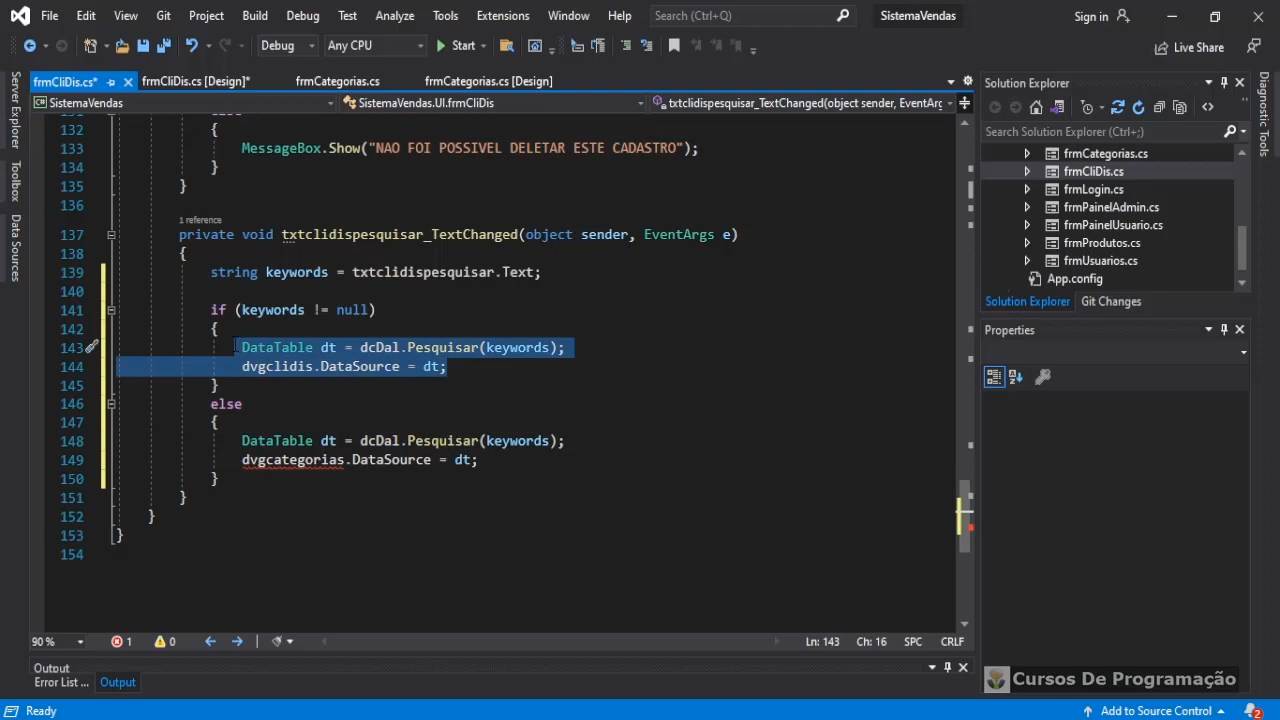 File Edit View Git Project Build Debug Test Analyze Tools Extensions Window Help Search (Ctrl+Q) SistemaVendas Sign in
Debug Any CPU Start Live Share
frmCliDis.cs* frmCliDis.cs [Design]* frmCategorias.cs frmCategorias.cs [Design]
SistemaVendas SistemaVendas.UI.frmCliDis txtclidispesquisar_TextChanged(object sender, EventArg
Server Explorer
Toolbox
Data Sources
132 {
133 MessageBox.Show("NAO FOI POSSIVEL DELETAR ESTE CADASTRO");
134 }
135 }
136
1 reference
137 private void txtclidispesquisar_TextChanged(object sender, EventArgs e)
138 {
139 string keywords = txtclidispesquisar.Text;
140
141 if (keywords != null)
142 {
143 DataTable dt = dcDal.Pesquisar(keywords);
144 dvgclidis.DataSource = dt;
145 }
146 else
147 {
148 DataTable dt = dcDal.Pesquisar(keywords);
149 dvgcategorias.DataSource = dt;
150 }
151 }
152 }
153 }
154
90 % 1 0 Ln: 143 Ch: 16 SPC CRLF
Output
Error List ... Output
Solution Explorer
Search Solution Explorer (Ctrl+;)
frmCategorias.cs
frmCliDis.cs
frmLogin.cs
frmPainelAdmin.cs
frmPainelUsuario.cs
frmProdutos.cs
frmUsuarios.cs
App.config
Solution Explorer Git Changes
Properties
Diagnostic Tools
Cursos De Programação
Ready Add to Source Control 2